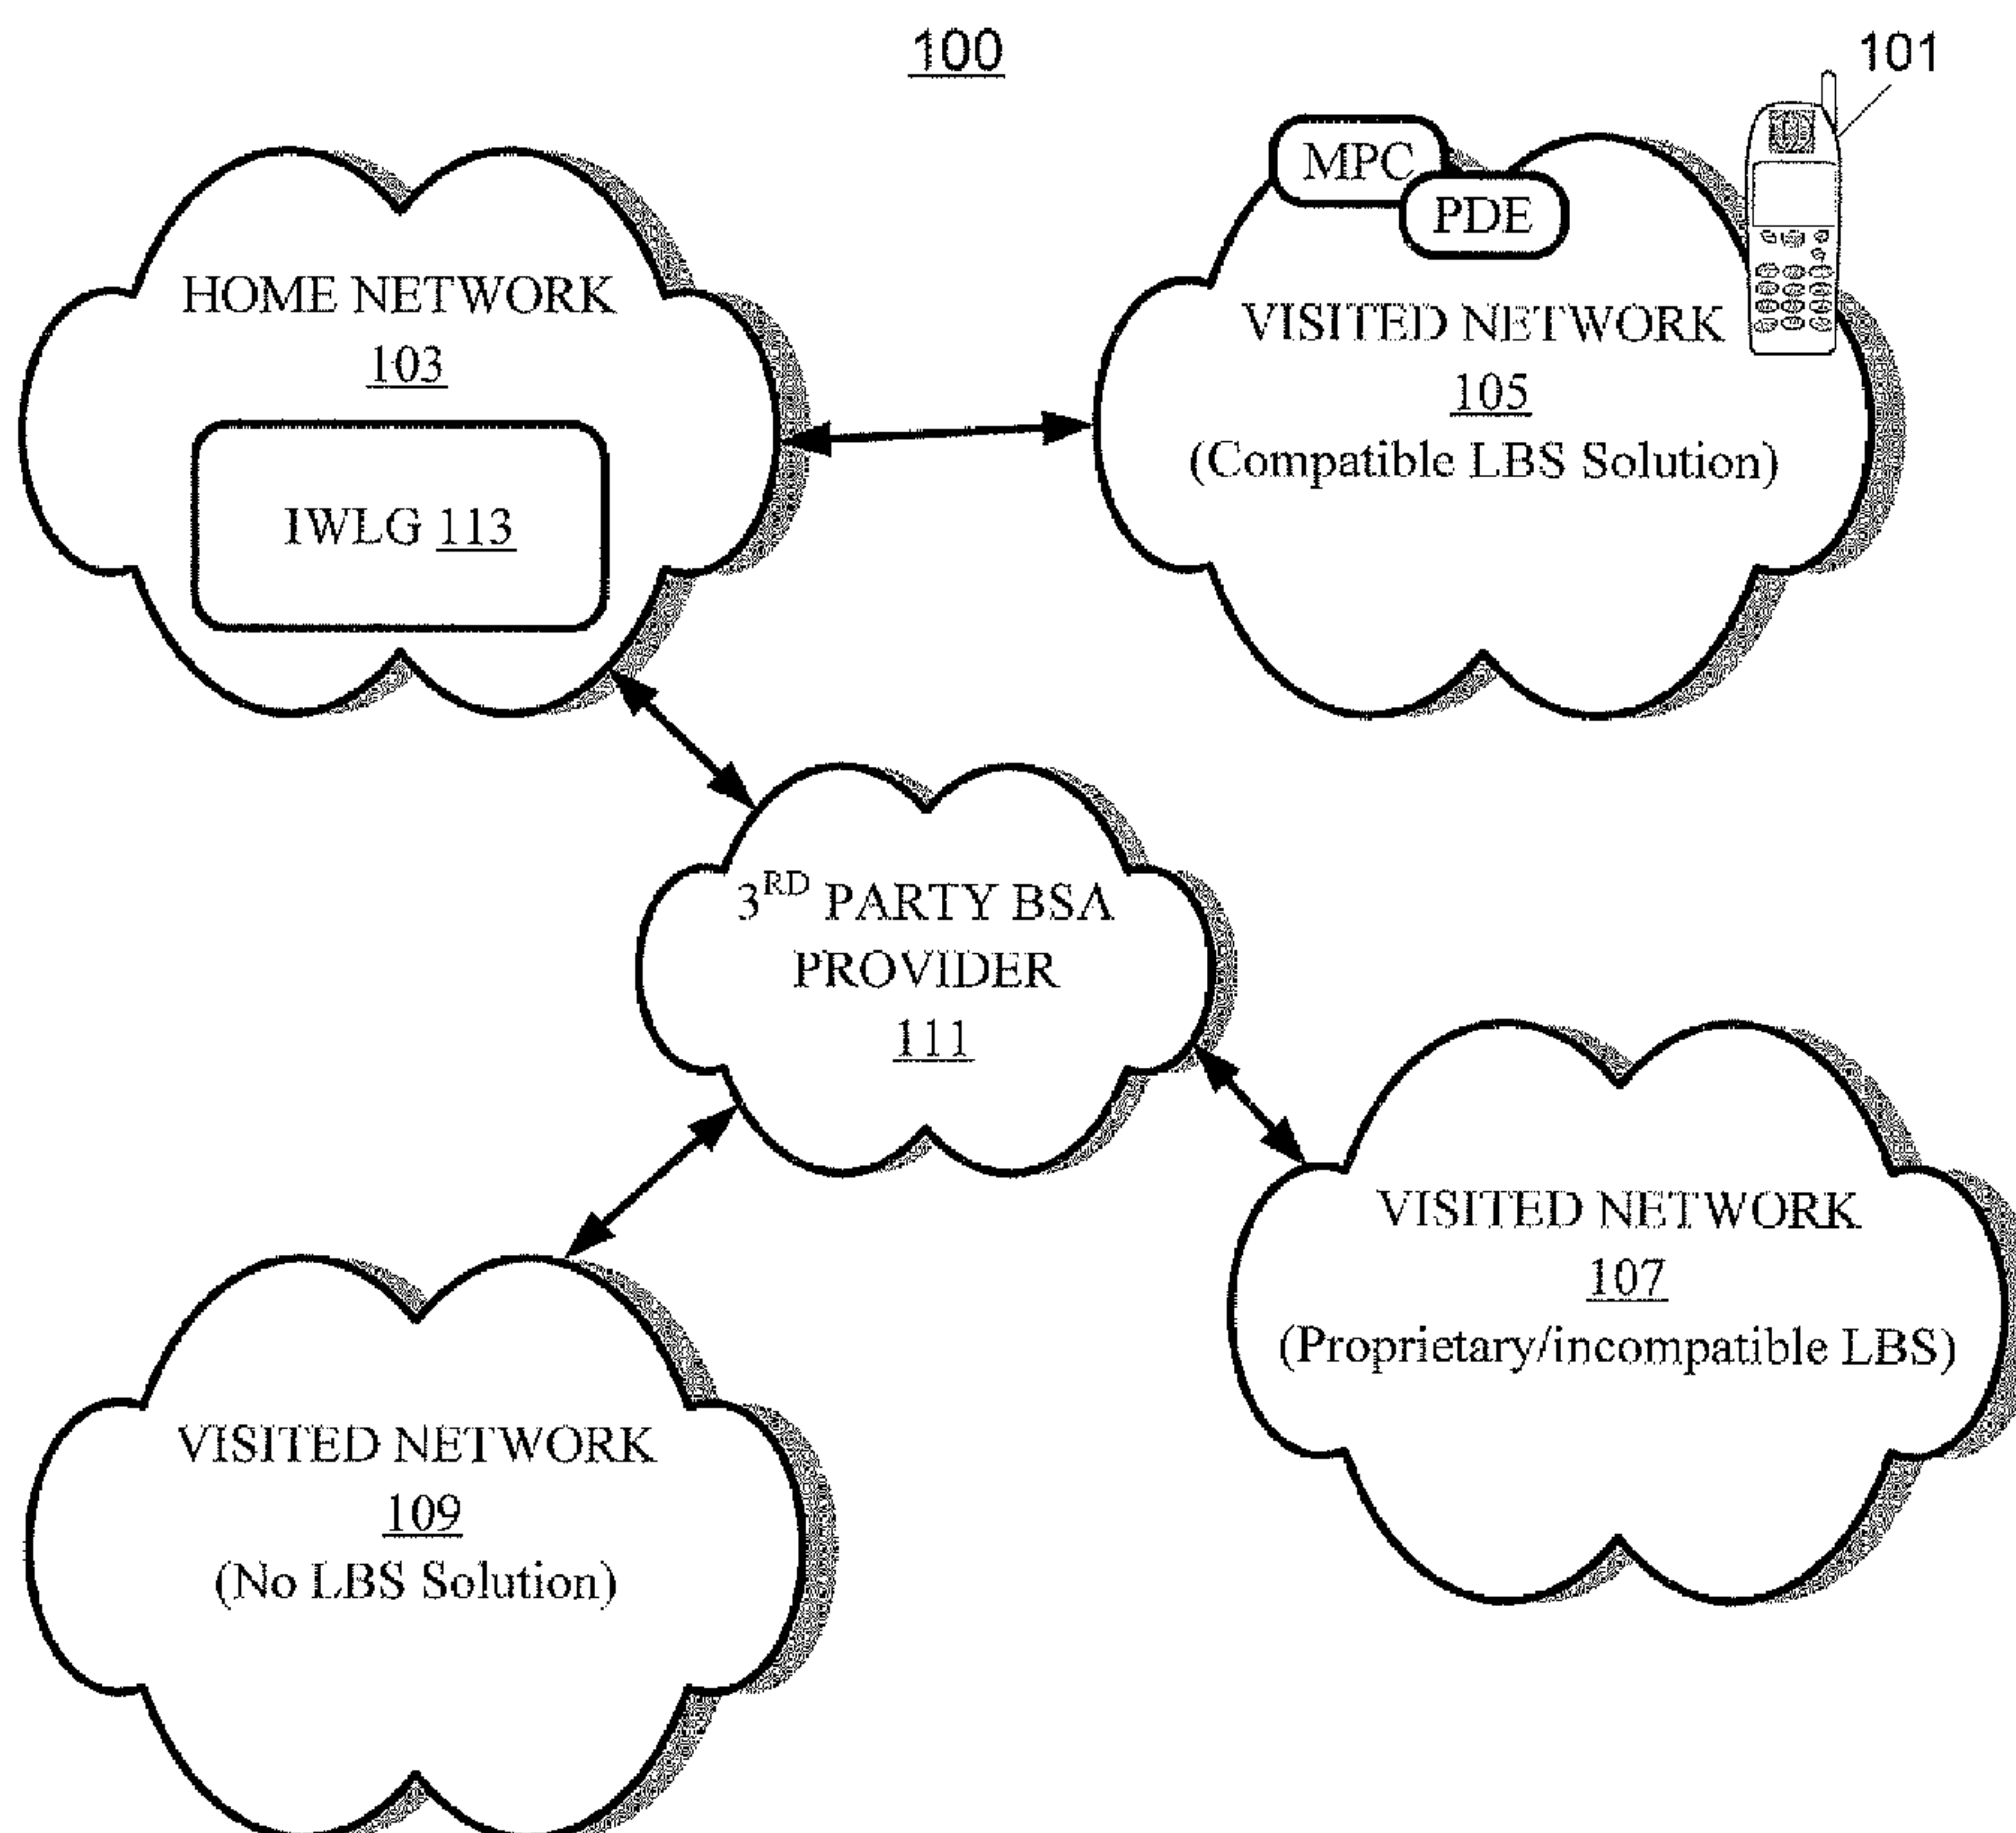 100
101
MPC
PDE
HOME NETWORK
103
IWLG 113
VISITED NETWORK
105
(Compatible LBS Solution)
3RD PARTY BSA
PROVIDER
111
VISITED NETWORK
107
(Proprietary/incompatible LBS)
VISITED NETWORK
109
(No LBS Solution)